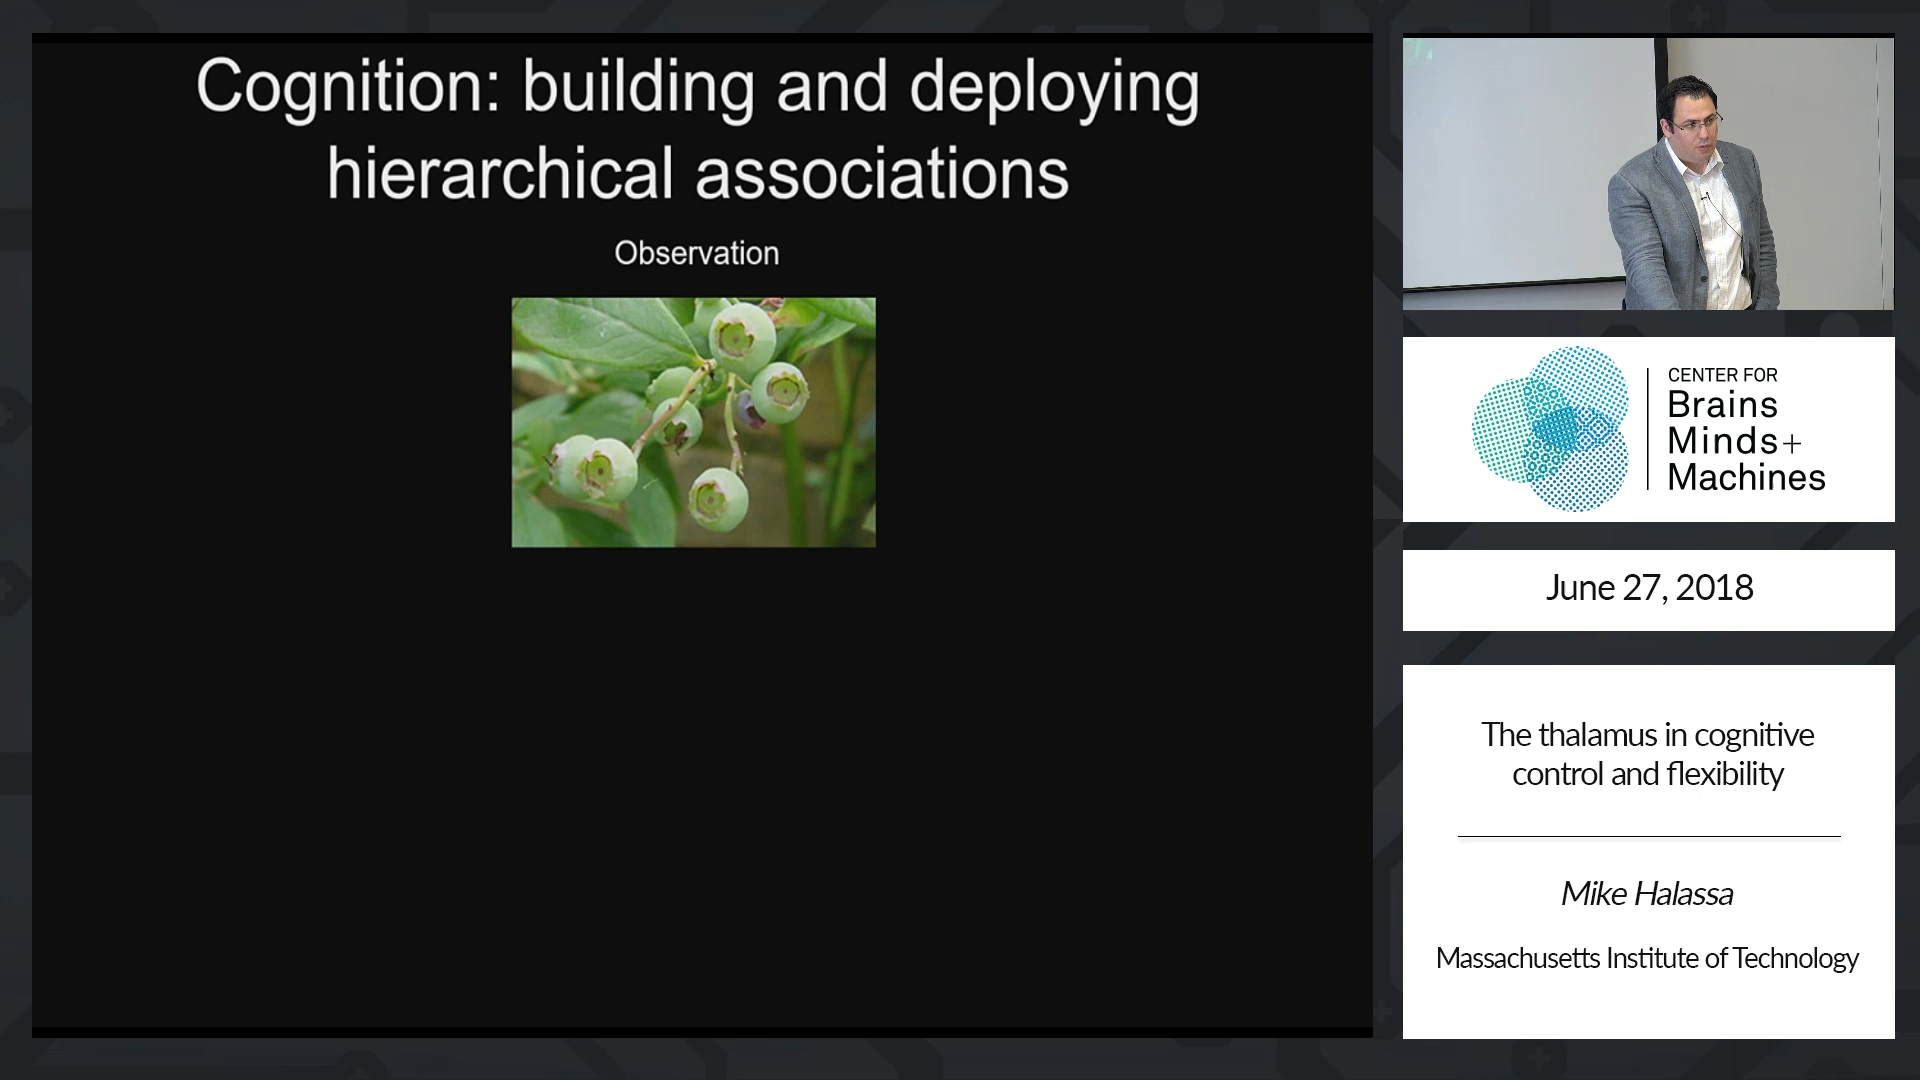 Cognition: building and deploying
hierarchical associations
Observation
CENTER FOR
Brains
Minds+
Machines
June 27, 2018
The thalamus in cognitive
control and flexibility
Mike Halassa
Massachusetts Institute of Technology